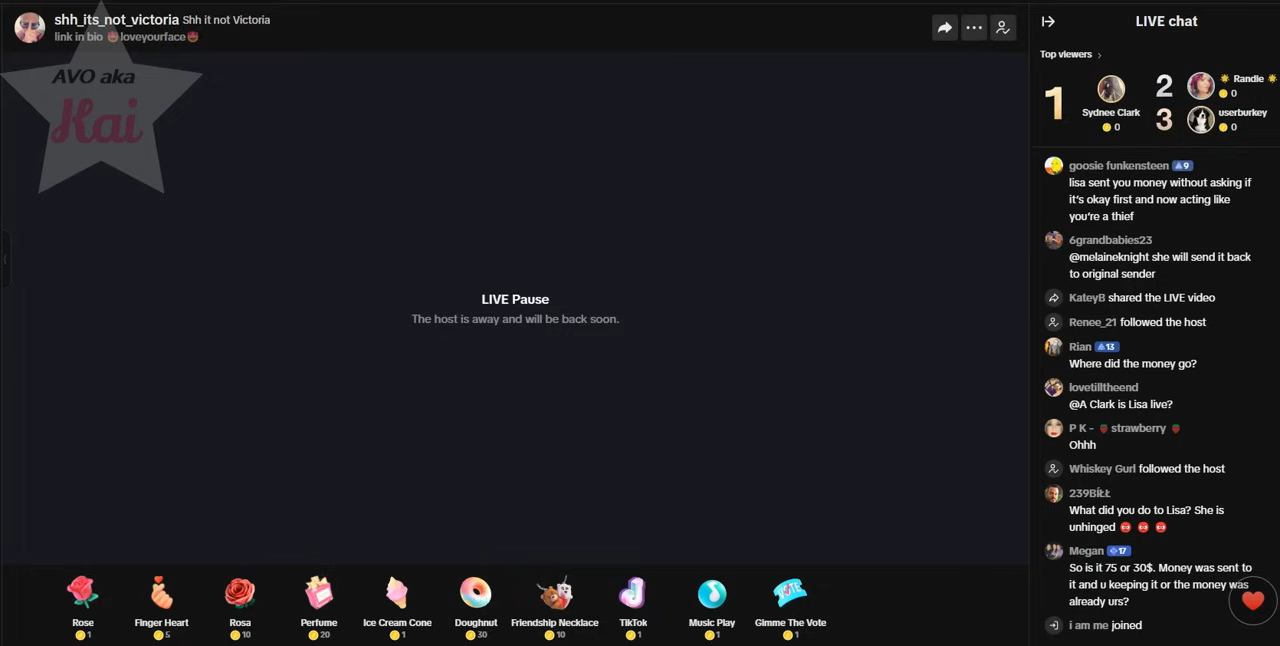 shh_its_not_victoria Shh it not Victoria
link in bio 😈loveyourface😈
AVO aka
Kai
LIVE Pause
The host is away and will be back soon.
Rose
1
Finger Heart
5
Rosa
10
Perfume
20
Ice Cream Cone
1
Doughnut
30
Friendship Necklace
10
TikTok
1
Music Play
1
VOTE
Gimme The Vote
1
LIVE chat
Top viewers >
1
Sydnee Clark
0
2
Randie
0
3
userburkey
0
goosie funkensteen 9
lisa sent you money without asking if
it's okay first and now acting like
you're a thief
6grandbabies23
@melaineknight she will send it back
to original sender
KateyB shared the LIVE video
Renee_21 followed the host
Rian 13
Where did the money go?
lovetilltheend
@A Clark is Lisa live?
P K - 🍓 strawberry 🍓
Ohhh
Whiskey Gurl followed the host
239BÍŁŁ
What did you do to Lisa? She is
unhinged
Megan 17
So is it 75 or 30$. Money was sent to
it and u keeping it or the money was
already urs?
i am me joined